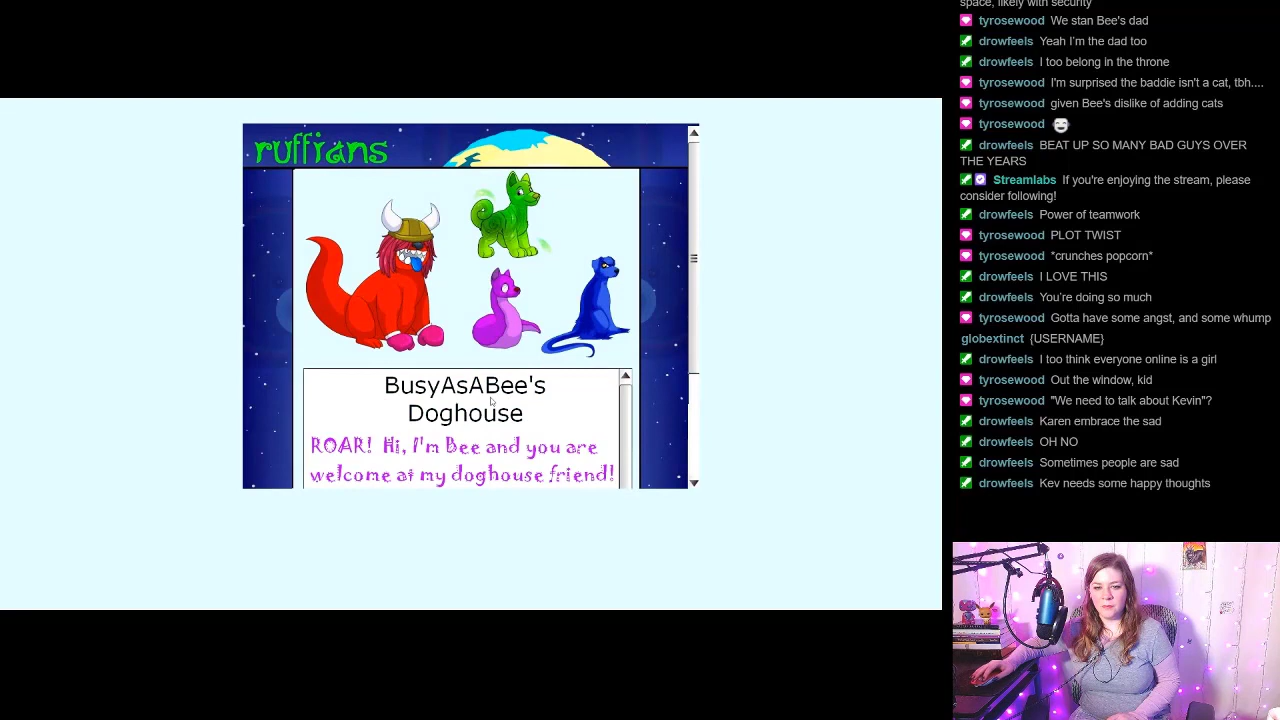 ruffians
BusyAsABee's
Doghouse
ROAR! Hi, I'm Bee and you are
welcome at my doghouse friend!
space, likely with security
tyrosewood We stan Bee's dad
drowfeels Yeah I'm the dad too
drowfeels I too belong in the throne
tyrosewood I'm surprised the baddie isn't a cat, tbh....
tyrosewood given Bee's dislike of adding cats
tyrosewood
drowfeels BEAT UP SO MANY BAD GUYS OVER
THE YEARS
Streamlabs If you're enjoying the stream, please
consider following!
drowfeels Power of teamwork
tyrosewood PLOT TWIST
tyrosewood *crunches popcorn*
drowfeels I LOVE THIS
drowfeels You're doing so much
tyrosewood Gotta have some angst, and some whump
globextinct {USERNAME}
drowfeels I too think everyone online is a girl
tyrosewood Out the window, kid
tyrosewood "We need to talk about Kevin"?
drowfeels Karen embrace the sad
drowfeels OH NO
drowfeels Sometimes people are sad
drowfeels Kev needs some happy thoughts